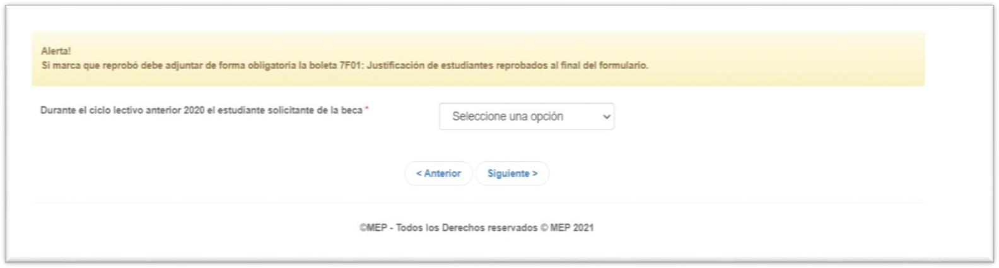 Alerta!
Si marca que reprobó debe adjuntar de forma obligatoria la boleta 7F01: Justificación de estudiantes reprobados al final del formulario.
Durante el ciclo lectivo anterior 2020 el estudiante solicitante de la beca *
Seleccione una opción
< Anterior
Siguiente >
©MEP - Todos los Derechos reservados © MEP 2021